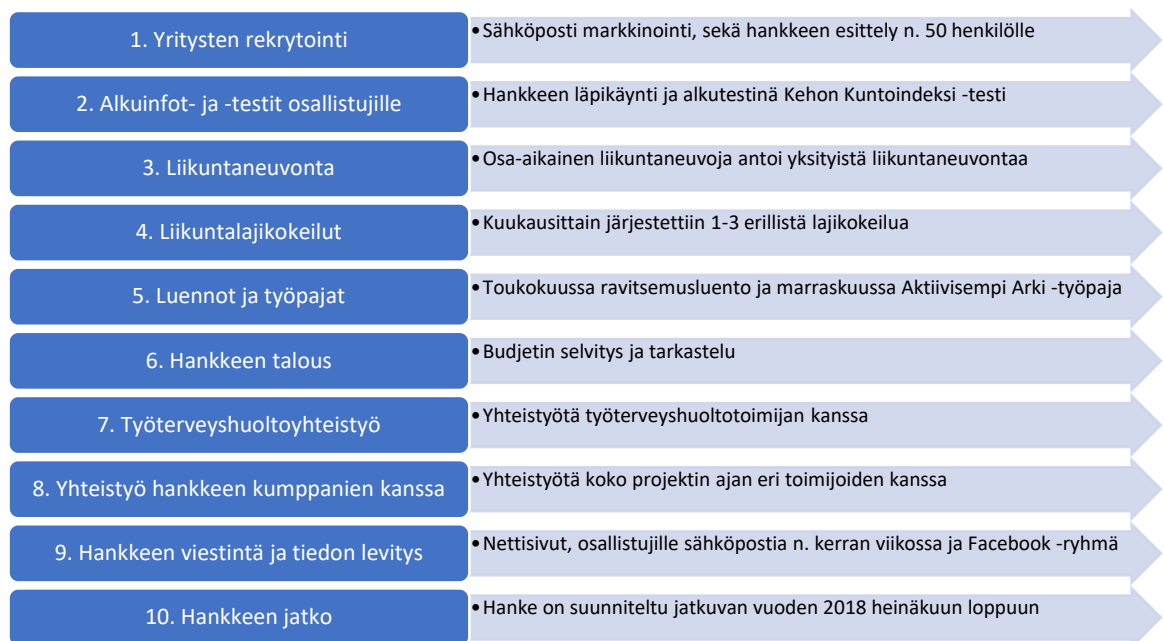 1. Yritysten rekrytointi
•Sähköposti markkinointi, sekä hankkeen esittely n. 50 henkilölle
2. Alkuinfot- ja -testit osallistujille
•Hankkeen läpikäynti ja alkutestinä Kehon Kuntoindeksi -testi
3. Liikuntaneuvonta
•Osa-aikainen liikuntaneuvoja antoi yksityistä liikuntaneuvontaa
4. Liikuntalajikokeilut
•Kuukausittain järjestettiin 1-3 erillistä lajikokeilua
5. Luennot ja työpajat
•Toukokuussa ravitsemusluento ja marraskuussa Aktiivisempi Arki -työpaja
6. Hankkeen talous
•Budjetin selvitys ja tarkastelu
7. Työterveyshuoltoyhteistyö
•Yhteistyötä työterveyshuoltotoimijan kanssa
8. Yhteistyö hankkeen kumppanien kanssa
•Yhteistyötä koko projektin ajan eri toimijoiden kanssa
9. Hankkeen viestintä ja tiedon levitys
•Nettisivut, osallistujille sähköpostia n. kerran viikossa ja Facebook -ryhmä
10. Hankkeen jatko
•Hanke on suunniteltu jatkuvan vuoden 2018 heinäkuun loppuun